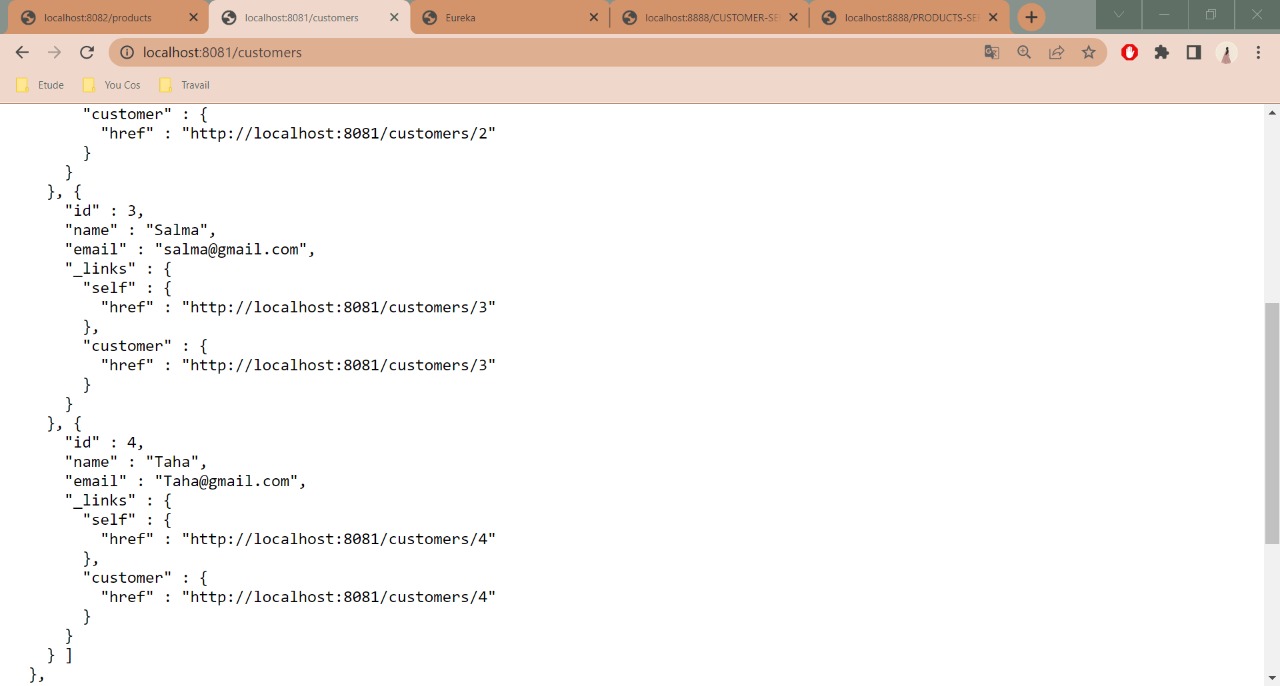 localhost:8082/products
localhost:8081/customers
Eureka
localhost:8888/CUSTOMER-SE
localhost:8888/PRODUCTS-SE
localhost:8081/customers
Etude
You Cos
Travail
"customer" : {
"href" : "http://localhost:8081/customers/2"
}
}
}, {
"id" : 3,
"name" : "Salma",
"email" : "salma@gmail.com",
"_links" : {
"self" : {
"href" : "http://localhost:8081/customers/3"
},
"customer" : {
"href" : "http://localhost:8081/customers/3"
}
}
}, {
"id" : 4,
"name" : "Taha",
"email" : "Taha@gmail.com",
"_links" : {
"self" : {
"href" : "http://localhost:8081/customers/4"
},
"customer" : {
"href" : "http://localhost:8081/customers/4"
}
}
} ]
},